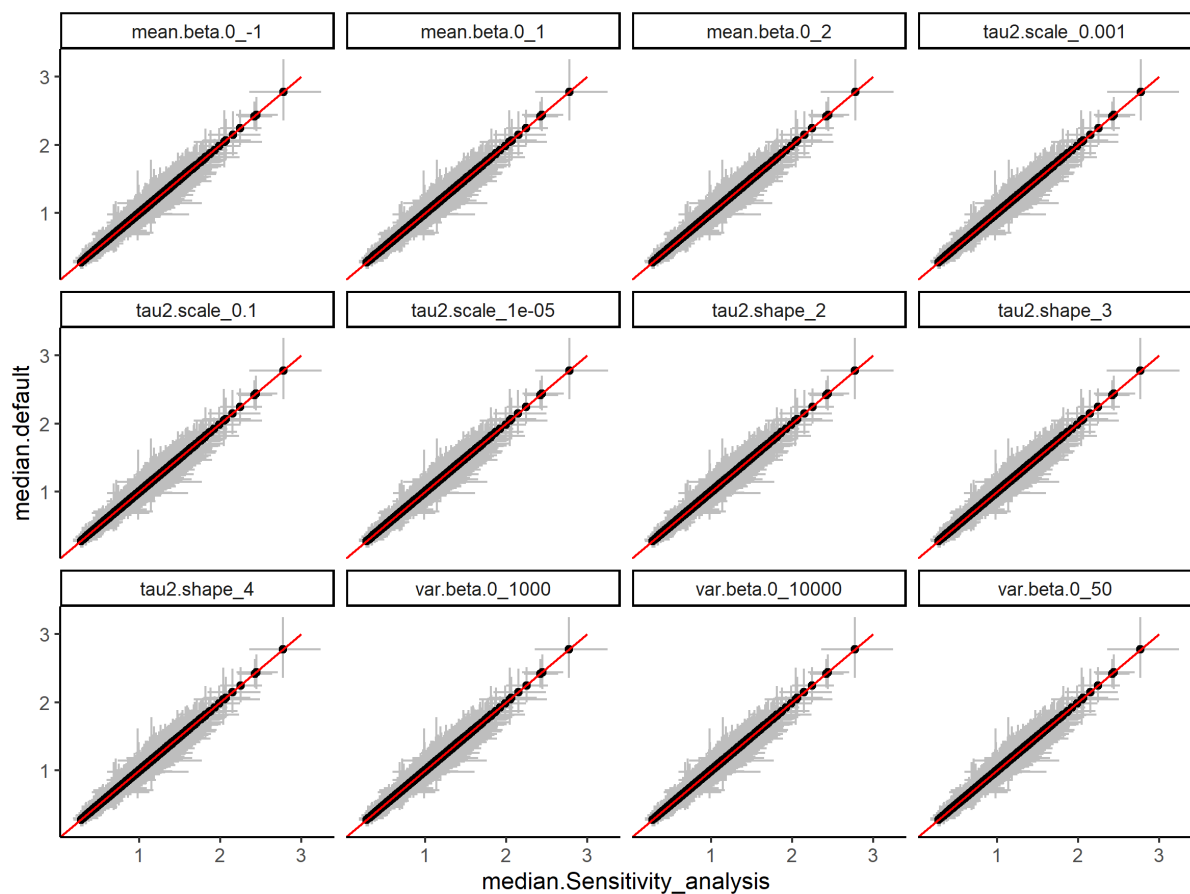 mean.beta.0_-1
mean.beta.0_1
mean.beta.0_2
tau2.scale_0.001
3
2
1
tau2.scale_0.1
tau2.scale_1e-05
tau2.shape_2
tau2.shape_3
median.default
3
2
1
tau2.shape_4
var.beta.0_1000
var.beta.0_10000
var.beta.0_50
3
2
1
1 2 3 1 2 3 1 2 3 1 2 3
median.Sensitivity_analysis